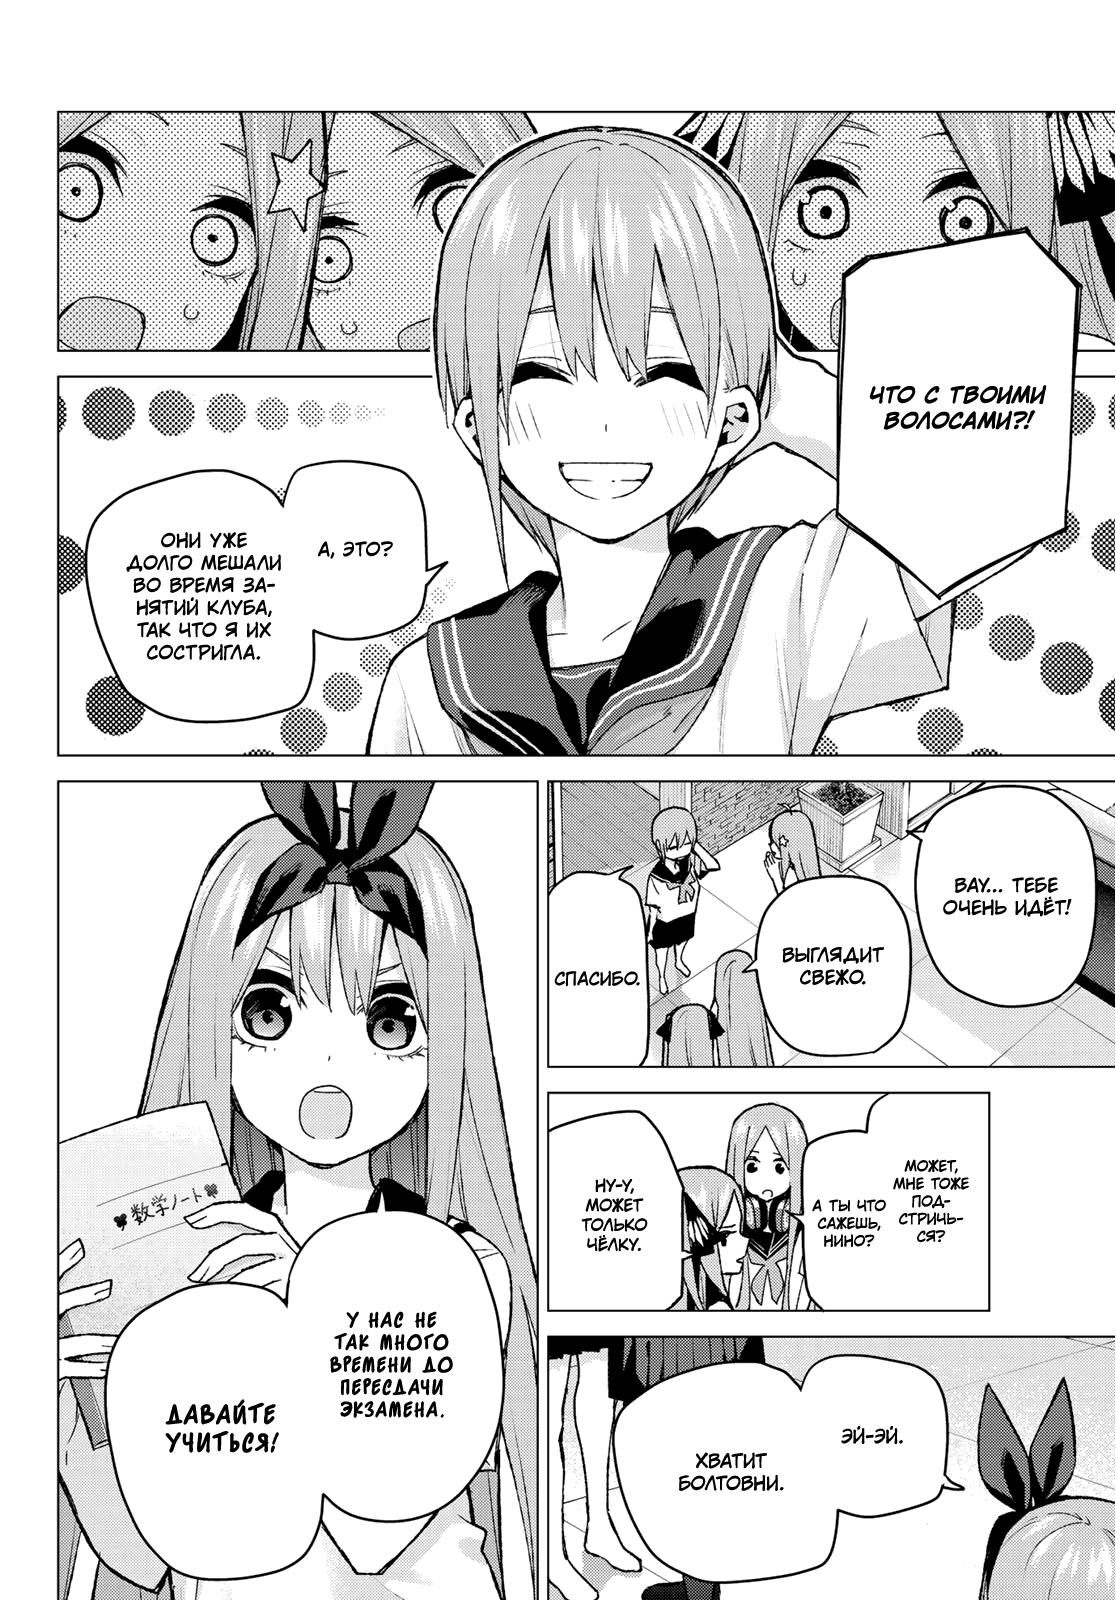 ЧТО С ТВОИМИ
ВОЛОСАМИ?!
А, ЭТО?
ОНИ УЖЕ
ДОЛГО МЕШАЛИ
ВО ВРЕМЯ ЗА-
НЯТИЙ КЛУБА,
ТАК ЧТО Я ИХ
СОСТРИГЛА.
ВАУ... ТЕБЕ
ОЧЕНЬ ИДЁТ!
ВЫГЛЯДИТ
СВЕЖО.
СПАСИБО.
МОЖЕТ,
МНЕ ТОЖЕ
ПОД-
СТРИЧЬ-
СЯ?
А ТЫ ЧТО
САЖЕШЬ,
НИНО?
НУ-У,
МОЖЕТ
ТОЛЬКО
ЧЁЛКУ.
ЭЙ-ЭЙ.
ХВАТИТ
БОЛТОВНИ.
数学ノート
У НАС НЕ
ТАК МНОГО
ВРЕМЕНИ ДО
ПЕРЕСДАЧИ
ЭКЗАМЕНА.
ДАВАЙТЕ
УЧИТЬСЯ!